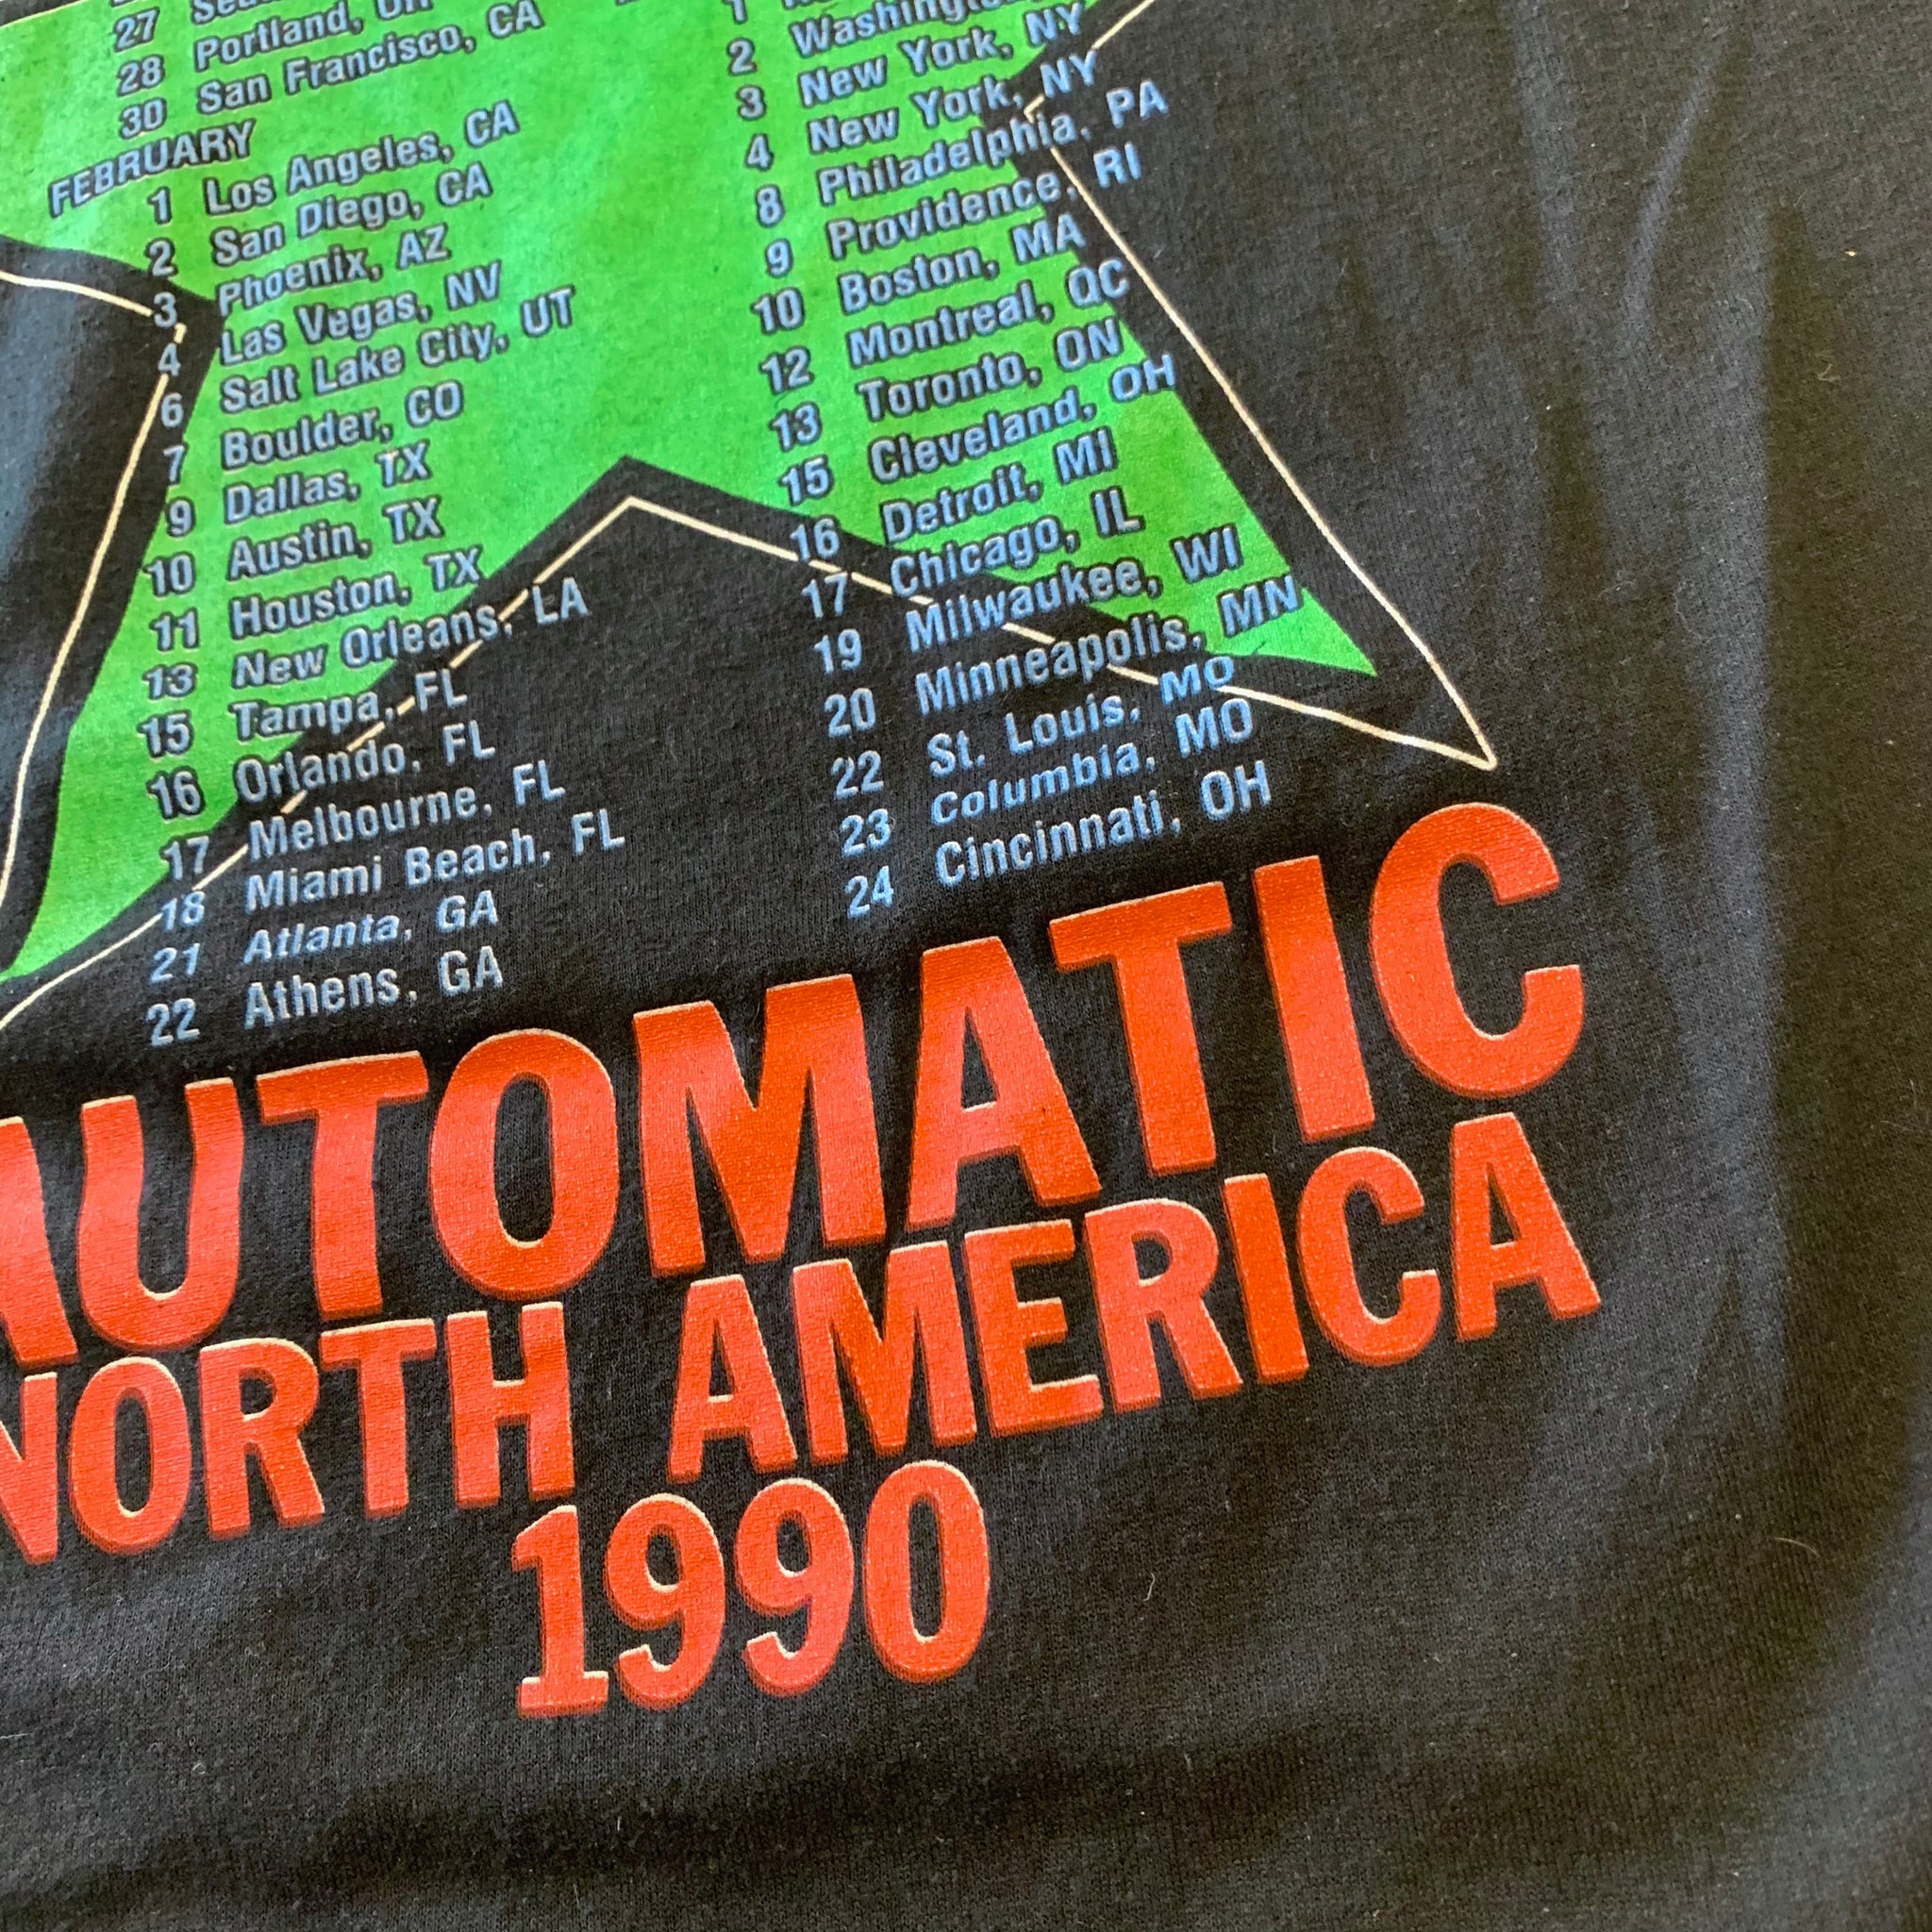 27
28 Portland,
30 San Francisco, CA
FEBRUARY
1 Los Angeles, CA
2 San Diego, CA
3 Phoenix, AZ
4 Las Vegas, NV
6 Salt Lake City, UT
7 Boulder, CO
9 Dallas, TX
10 Austin, TX
11 Houston, TX
13 New Orleans, LA
15 Tampa, FL
16 Orlando, FL
17 Melbourne, FL
18 Miami Beach, FL
21 Atlanta, GA
22 Athens, GA
1
2 Washington
3 New York, NY
4 New York, NY
8 Philadelphia, PA
9 Providence, RI
10 Boston, MA
12 Montreal, QC
13 Toronto, ON
15 Cleveland, OH
16 Detroit, MI
17 Chicago, IL
19 Milwaukee, WI
20 Minneapolis, MN
22 St. Louis, MO
23 Columbia, MO
24 Cincinnati, OH
AUTOMATIC
NORTH AMERICA
1990